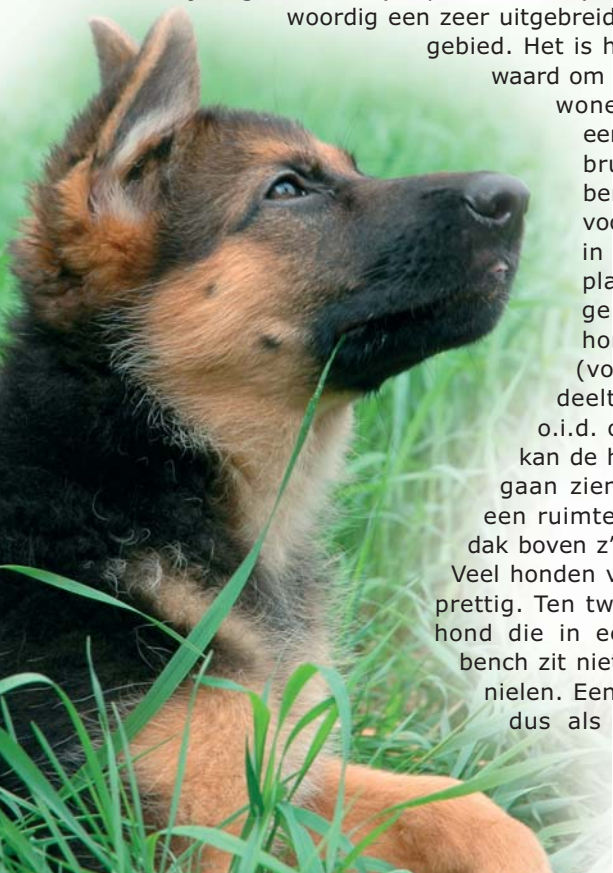 woordig een zeer uitgebreid
gebied. Het is h
waard om
wone
een
bru
be
voo
in
pla
ge
ho
(vo
deelt
o.i.d. o
kan de h
gaan zien
een ruimte
dak boven z'
Veel honden v
prettig. Ten tw
hond die in ee
bench zit niet
nielen. Een
dus als